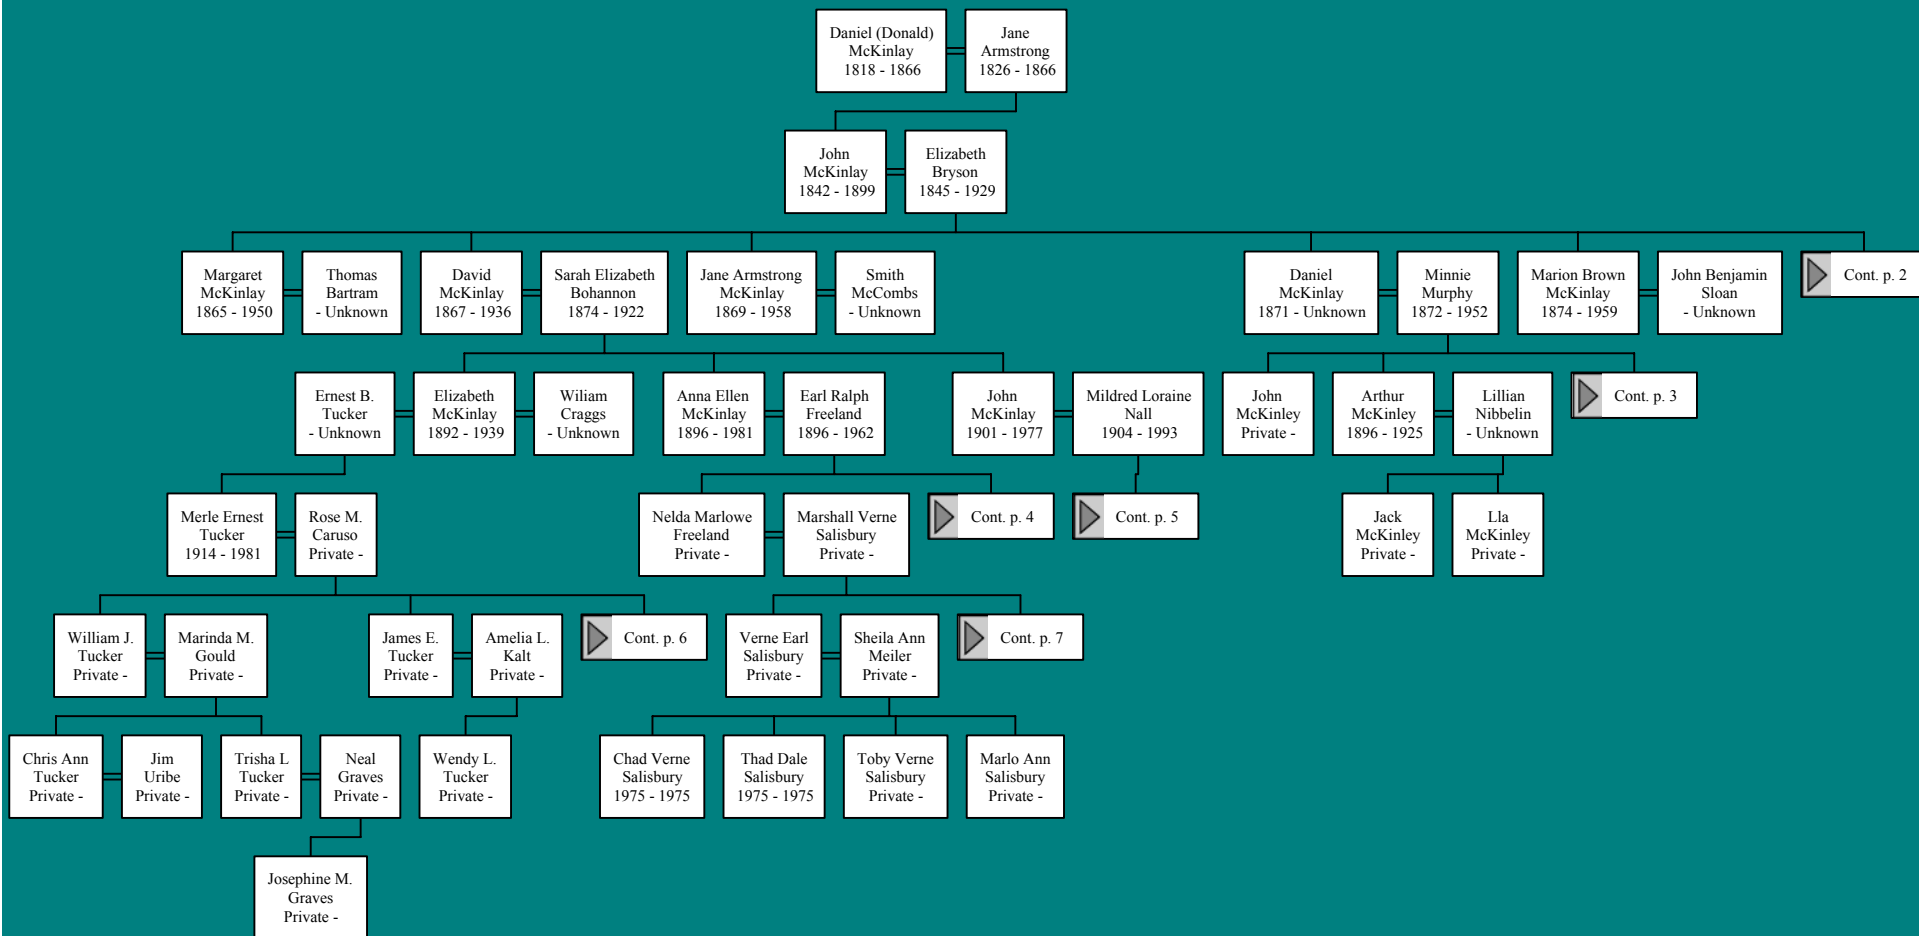 Daniel (Donald)
McKinlay
1818 - 1866
Jane
Armstrong
1826 - 1866
John
McKinlay
1842 - 1899
Elizabeth
Bryson
1845 - 1929
Margaret
McKinlay
1865 - 1950
Thomas
Bartram
- Unknown
David
McKinlay
1867 - 1936
Sarah Elizabeth
Bohannon
1874 - 1922
Jane Armstrong
McKinlay
1869 - 1958
Smith
McCombs
- Unknown
Daniel
McKinlay
1871 - Unknown
Minnie
Murphy
1872 - 1952
Marion Brown
McKinlay
1874 - 1959
John Benjamin
Sloan
- Unknown
Cont. p. 2
Ernest B.
Tucker
- Unknown
Elizabeth
McKinlay
1892 - 1939
Wiliam
Craggs
- Unknown
Anna Ellen
McKinlay
1896 - 1981
Earl Ralph
Freeland
1896 - 1962
John
McKinlay
1901 - 1977
Mildred Loraine
Nall
1904 - 1993
John
McKinley
Private -
Arthur
McKinley
1896 - 1925
Lillian
Nibbelin
- Unknown
Cont. p. 3
Merle Ernest
Tucker
1914 - 1981
Rose M.
Caruso
Private -
Nelda Marlowe
Freeland
Private -
Marshall Verne
Salisbury
Private -
Cont. p. 4
Cont. p. 5
Jack
McKinley
Private -
Lla
McKinley
Private -
William J.
Tucker
Private -
Marinda M.
Gould
Private -
James E.
Tucker
Private -
Amelia L.
Kalt
Private -
Cont. p. 6
Verne Earl
Salisbury
Private -
Sheila Ann
Meiler
Private -
Cont. p. 7
Chris Ann
Tucker
Private -
Jim
Uribe
Private -
Trisha L
Tucker
Private -
Neal
Graves
Private -
Wendy L.
Tucker
Private -
Chad Verne
Salisbury
1975 - 1975
Thad Dale
Salisbury
1975 - 1975
Toby Verne
Salisbury
Private -
Marlo Ann
Salisbury
Private -
Josephine M.
Graves
Private -